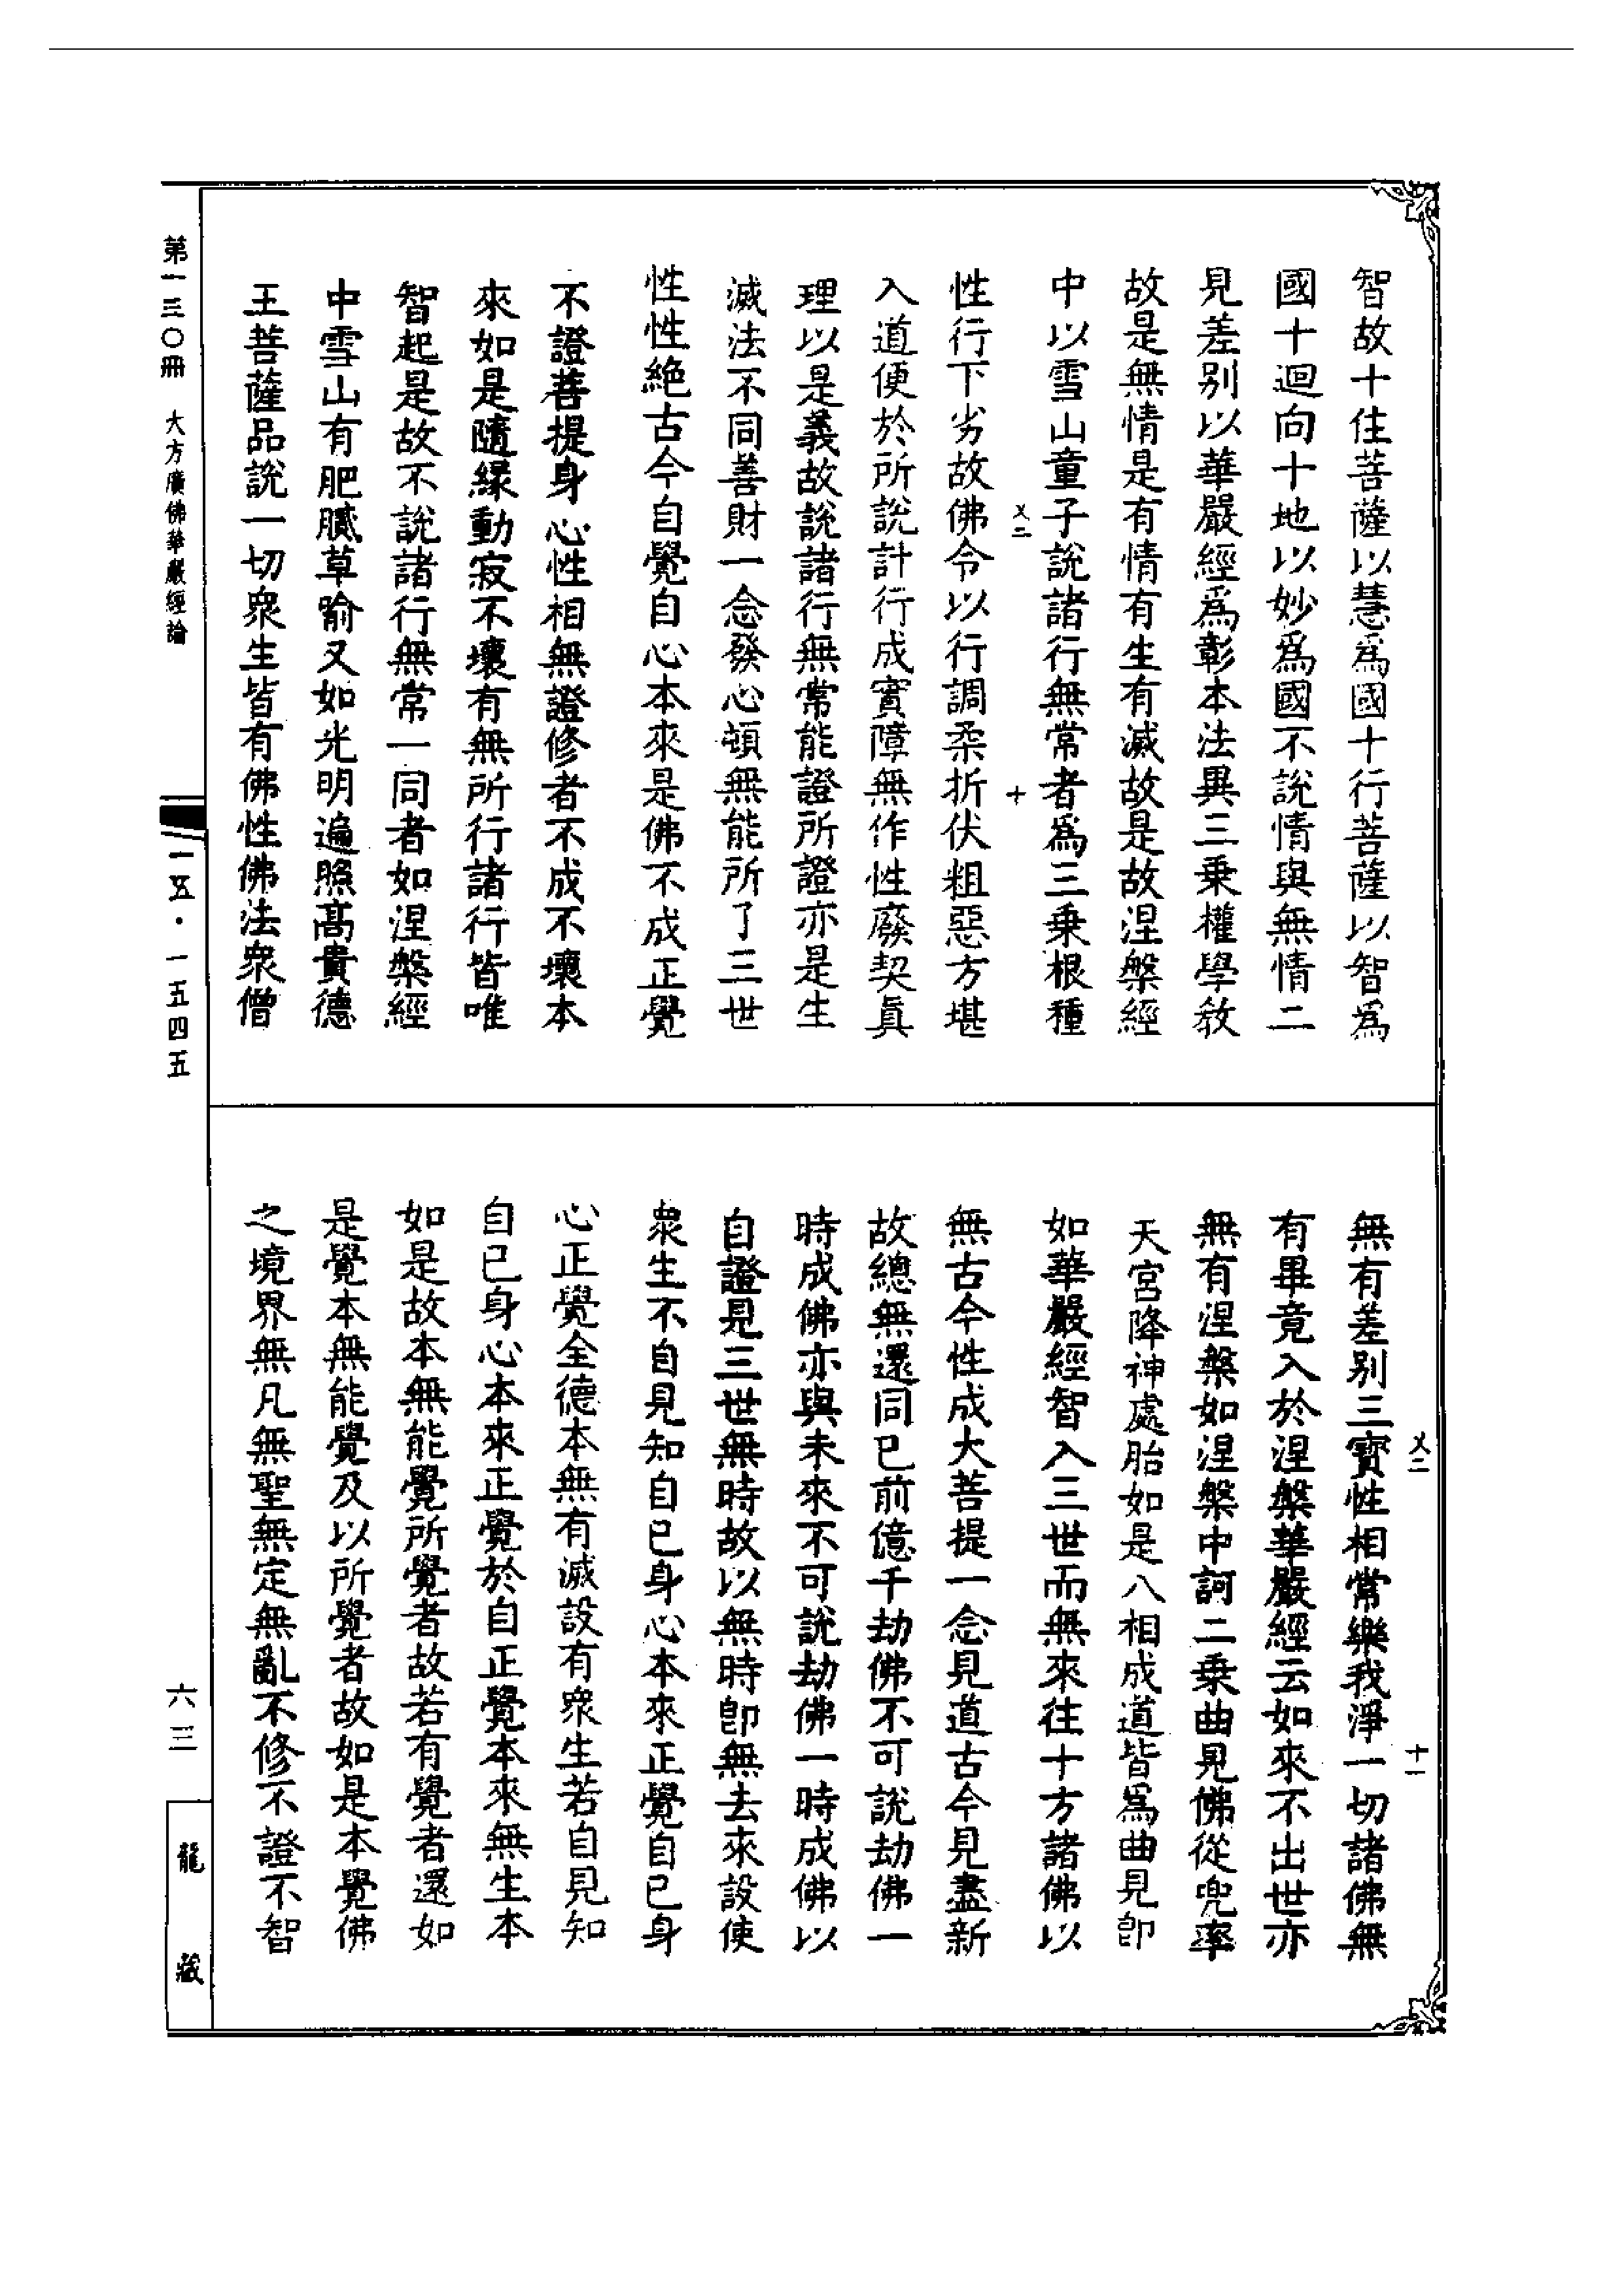 智故十住菩薩以慧爲國十行菩薩以智爲
國十迴向十地以妙爲國不說情與無情二
見差别以華嚴經爲彰本法異三乗權學教
故是無情是有情有生有滅故是故涅槃經
中以雪山童子說諸行無常者爲三乗根種
㐅二
十
性行下劣故佛令以行調柔折伏粗惡方堪
入道便於所說計行成實障無作性廢契眞
理以是義故說諸行無常能證所證亦是生
滅法不同善財一念發心頓無能所了三世
性性絶古今自覺自心本來是佛不成正覺
不證菩提身心性相無證修者不成不壞本
來如是隨縁動寂不壞有無所行諸行皆唯
智起是故不說諸行無常一同者如涅槃經
中雪山有肥膩草喻又如光明遍照髙貴德
王菩薩品說一切衆生皆有佛性佛法衆僧
㐅二
十一
無有差别三寳性相常樂我淨一切諸佛無
有畢竟入於涅槃華嚴經云如來不出世亦
無有涅槃如涅槃中訶二乗曲見佛從兜率
天宮降神處胎如是八相成道皆爲曲見卽
如華嚴經智入三世而無來往十方諸佛以
無古今性成大菩提一念見道古今見盡新
故總無還同已前億千劫佛不可說劫佛一
時成佛亦與未來不可說劫佛一時成佛以
自證見三世無時故以無時卽無去來設使
衆生不自見知自已身心本來正覺自已身
心正覺全德本無有滅設有衆生若自見知
自已身心本來正覺於自正覺本來無生本
如是故本無能覺所覺者故若有覺者還如
是覺本無能覺及以所覺者故如是本覺佛
之境界無凡無聖無定無亂不修不證不智
第一三〇冊 大方廣佛華嚴經論
一五·一五四五
六三
龍藏